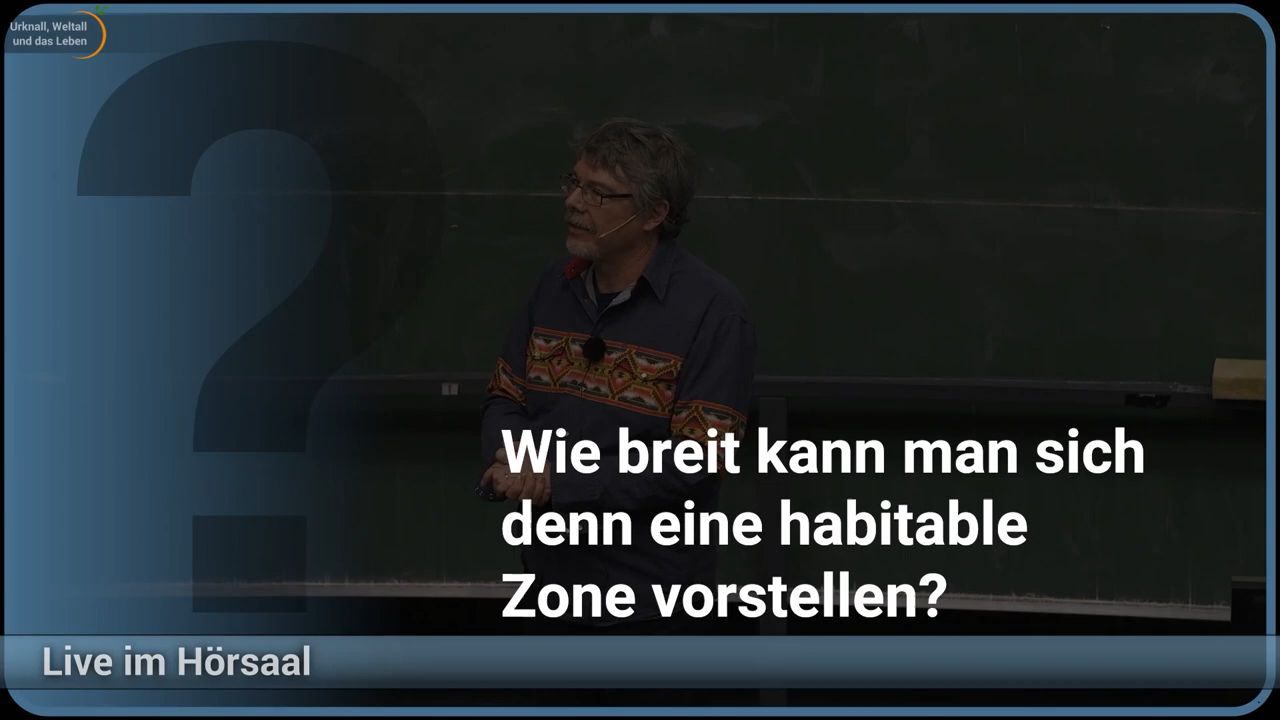 Urknall, Weltall
und das Leben
Wie breit kann man sich
denn eine habitable
Zone vorstellen?
Live im Hörsaal